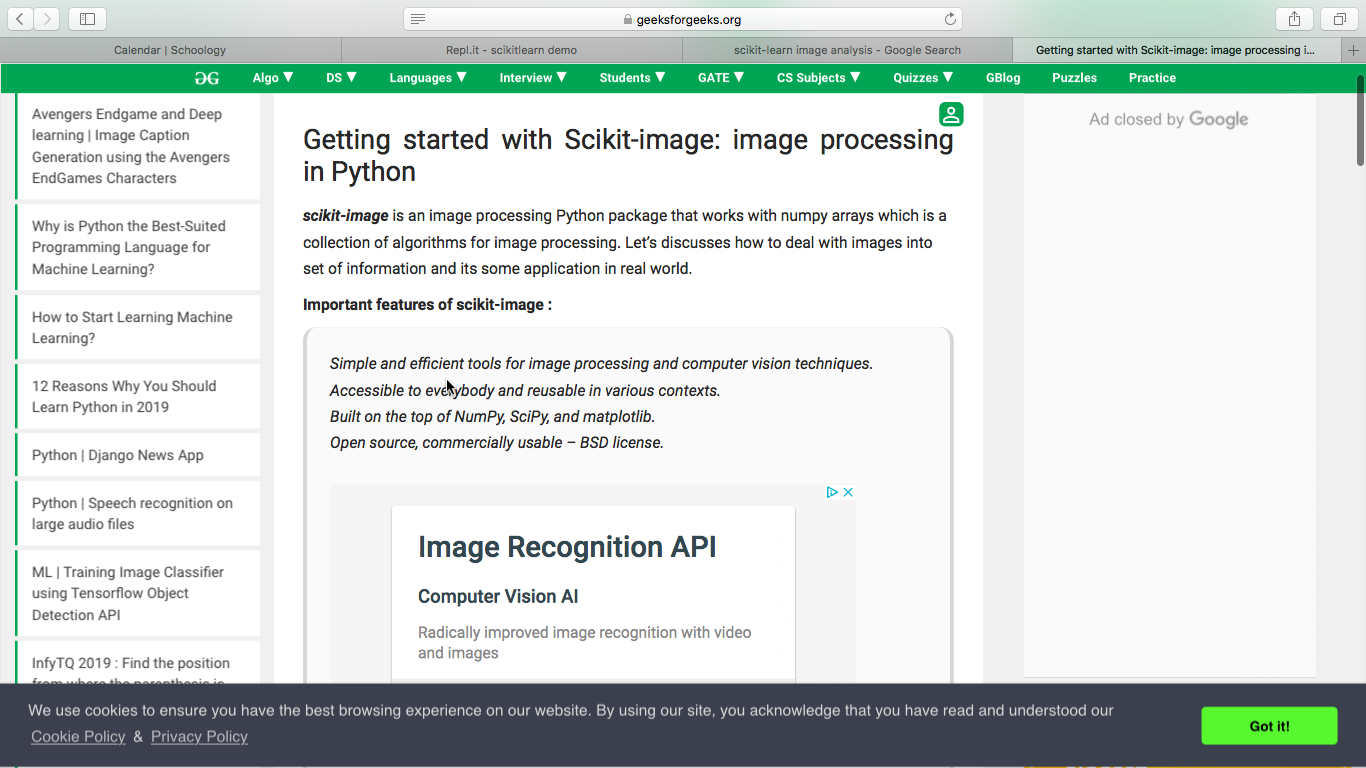 geeksforgeeks.org
Calendar | Schoology
Repl.it - scikitlearn demo
scikit-learn image analysis - Google Search
Getting started with Scikit-image: image processing i...
Algo ▼ DS ▼ Languages ▼ Interview ▼ Students ▼ GATE ▼ CS Subjects ▼ Quizzes ▼ GBlog Puzzles Practice
Avengers Endgame and Deep
learning | Image Caption
Generation using the Avengers
EndGames Characters
Why is Python the Best-Suited
Programming Language for
Machine Learning?
How to Start Learning Machine
Learning?
12 Reasons Why You Should
Learn Python in 2019
Python | Django News App
Python | Speech recognition on
large audio files
ML | Training Image Classifier
using Tensorflow Object
Detection API
InfyTQ 2019 : Find the position
from where the parenthesis is
Getting started with Scikit-image: image processing
in Python
scikit-image is an image processing Python package that works with numpy arrays which is a
collection of algorithms for image processing. Let's discusses how to deal with images into
set of information and its some application in real world.
Important features of scikit-image :
Simple and efficient tools for image processing and computer vision techniques.
Accessible to everybody and reusable in various contexts.
Built on the top of NumPy, SciPy, and matplotlib.
Open source, commercially usable – BSD license.
Image Recognition API
Computer Vision AI
Radically improved image recognition with video
and images
Ad closed by Google
We use cookies to ensure you have the best browsing experience on our website. By using our site, you acknowledge that you have read and understood our
Cookie Policy & Privacy Policy
Got it!